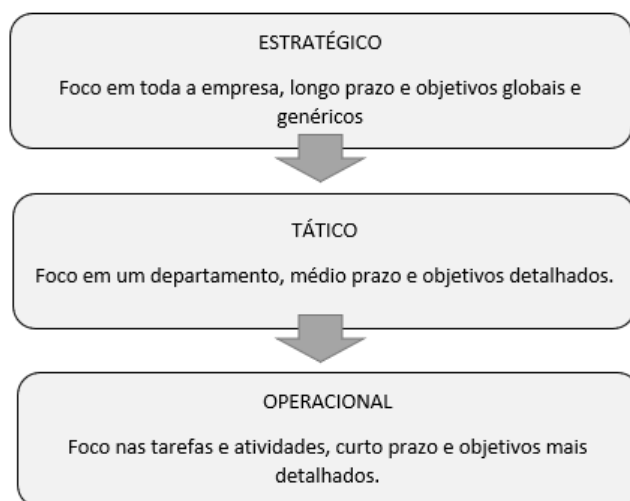 ESTRATÉGICO
Foco em toda a empresa, longo prazo e objetivos globais e
genéricos
TÁTICO
Foco em um departamento, médio prazo e objetivos detalhados.
OPERACIONAL
Foco nas tarefas e atividades, curto prazo e objetivos mais
detalhados.